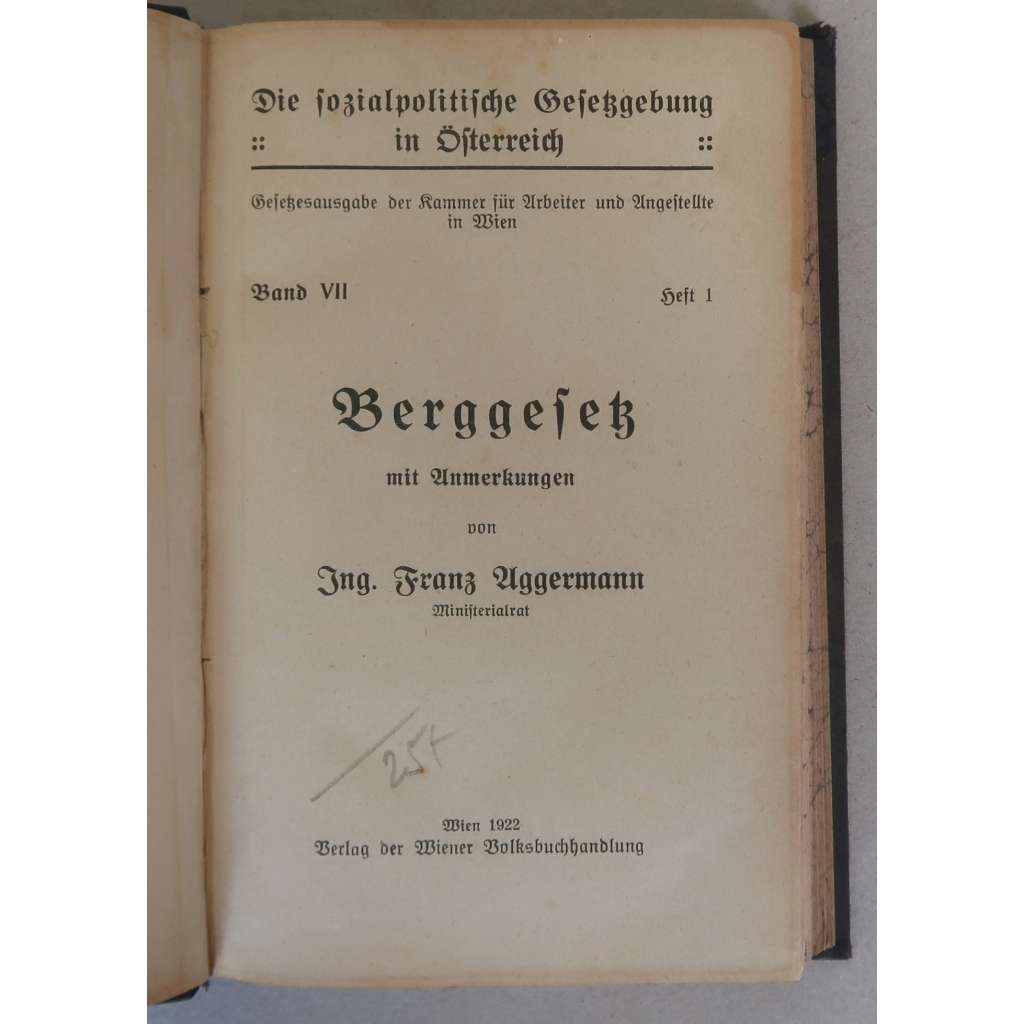 Die sozialpolitische Gesetzgebung
:: in Österreich ::
Gesetzesausgabe der Kammer für Arbeiter und Angestellte
in Wien
Band VII Heft 1
Berggesetz
mit Anmerkungen
von
Ing. Franz Aggermann
Ministerialrat
Wien 1922
Verlag der Wiener Volksbuchhandlung